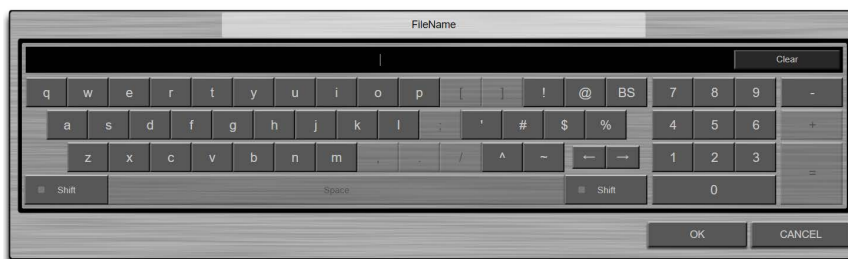 FileName
Clear
q w e r t y u i o p [ ] ! @ BS 7 8 9 -
a s d f g h j k l ; ' # $ % 4 5 6 +
z x c v b n m , . / ^ ~ ← → 1 2 3 =
Shift Space Shift 0
OK CANCEL